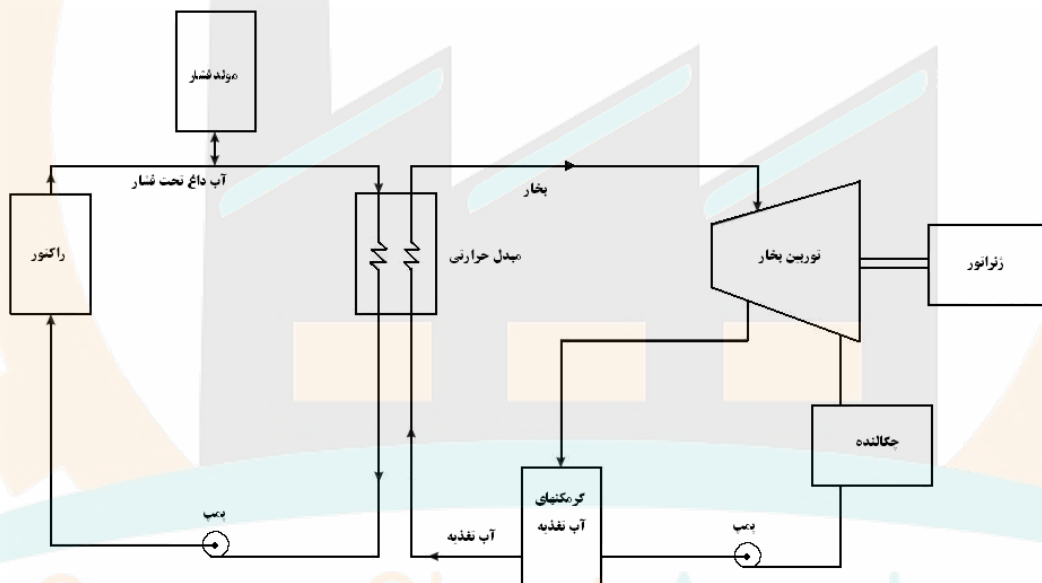 مولد فشار
آب داغ تحت فشار
بخار
راکتور
مبدل حرارتی
توربین بخار
ژنراتور
چگالنده
گرمکنهای
آب تغذیه
پمپ
آب تغذیه
پمپ